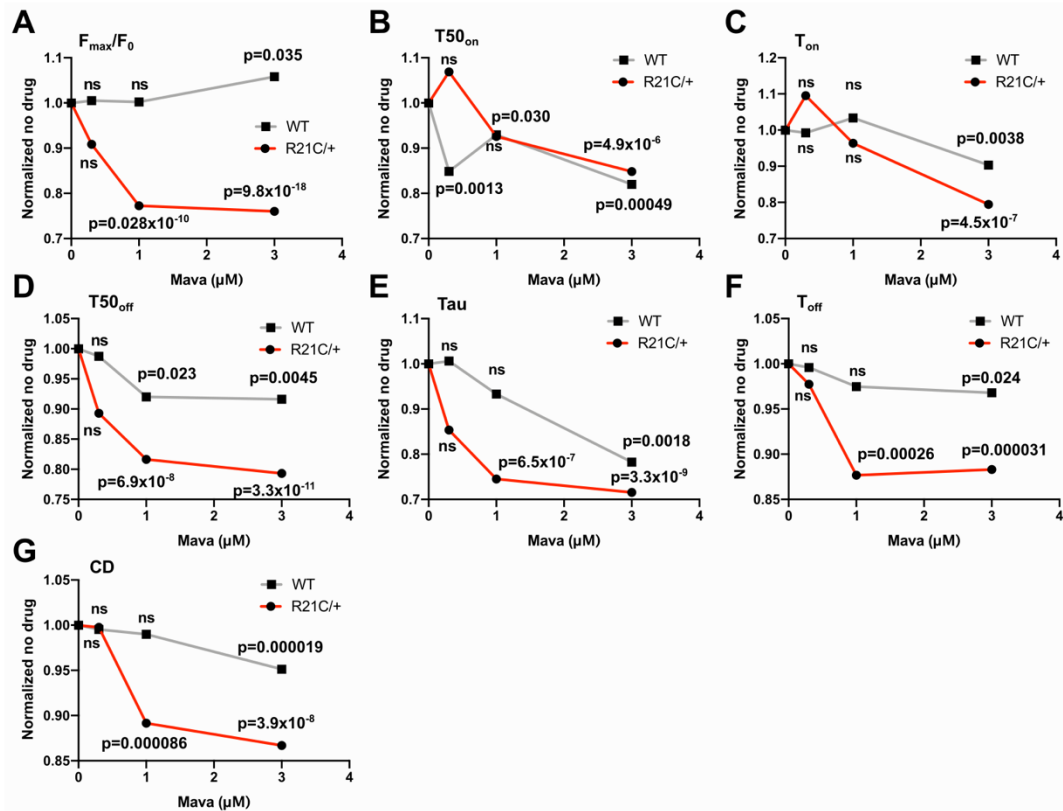 A
Fmax/F0
1.1
1.0
0.9
0.8
0.7
Normalized no drug
ns
ns
p=0.035
WT
R21C/+
ns
p=0.028x10-10
p=9.8x10-18
0
1
2
3
4
Mava (µM)
B
T50on
1.1
1.0
0.9
0.8
0.7
Normalized no drug
ns
WT
R21C/+
p=0.030
ns
p=0.0013
p=4.9x10-6
p=0.00049
0
1
2
3
4
Mava (µM)
C
Ton
1.2
1.1
1.0
0.9
0.8
0.7
Normalized no drug
ns
ns
ns
ns
WT
R21C/+
p=0.0038
p=4.5x10-7
0
1
2
3
4
Mava (µM)
D
T50off
1.05
1.00
0.95
0.90
0.85
0.80
0.75
Normalized no drug
WT
R21C/+
ns
p=0.023
p=0.0045
ns
p=6.9x10-8
p=3.3x10-11
0
1
2
3
4
Mava (µM)
E
Tau
1.1
1.0
0.9
0.8
0.7
Normalized no drug
WT
R21C/+
ns
ns
p=0.0018
ns
p=6.5x10-7
p=3.3x10-9
0
1
2
3
4
Mava (µM)
F
Toff
1.05
1.00
0.95
0.90
0.85
Normalized no drug
WT
R21C/+
ns
ns
p=0.024
ns
p=0.00026
p=0.000031
0
1
2
3
4
Mava (µM)
G
CD
1.05
1.00
0.95
0.90
0.85
Normalized no drug
WT
R21C/+
ns
ns
ns
p=0.000019
p=3.9x10-8
p=0.000086
0
1
2
3
4
Mava (µM)